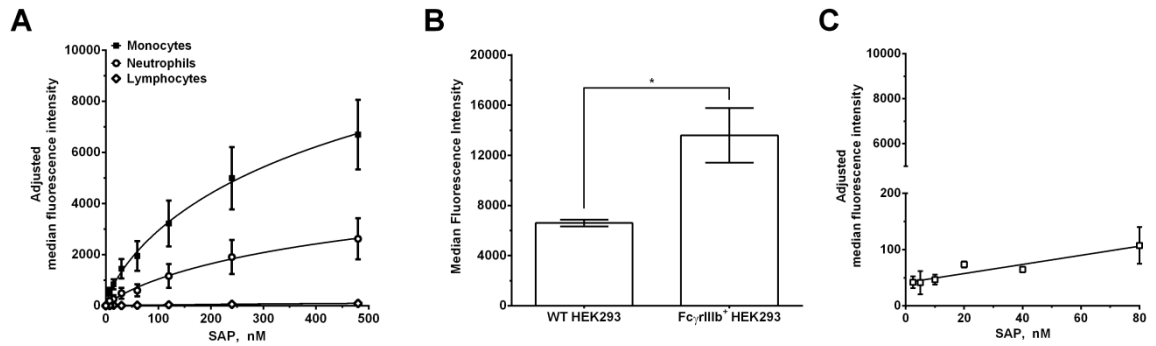 A
Monocytes
Neutrophils
Lymphocytes
10000
8000
6000
4000
2000
0
Adjusted
median fluorescence intensity
0 100 200 300 400 500
SAP, nM
B
20000
16000
12000
8000
4000
0
Median Fluorescence Intensity
*
WT HEK293
FcγrIIIb⁺ HEK293
C
10000
8000
6000
200
100
0
Adjusted
median fluorescence intensity
0 20 40 60 80
SAP, nM